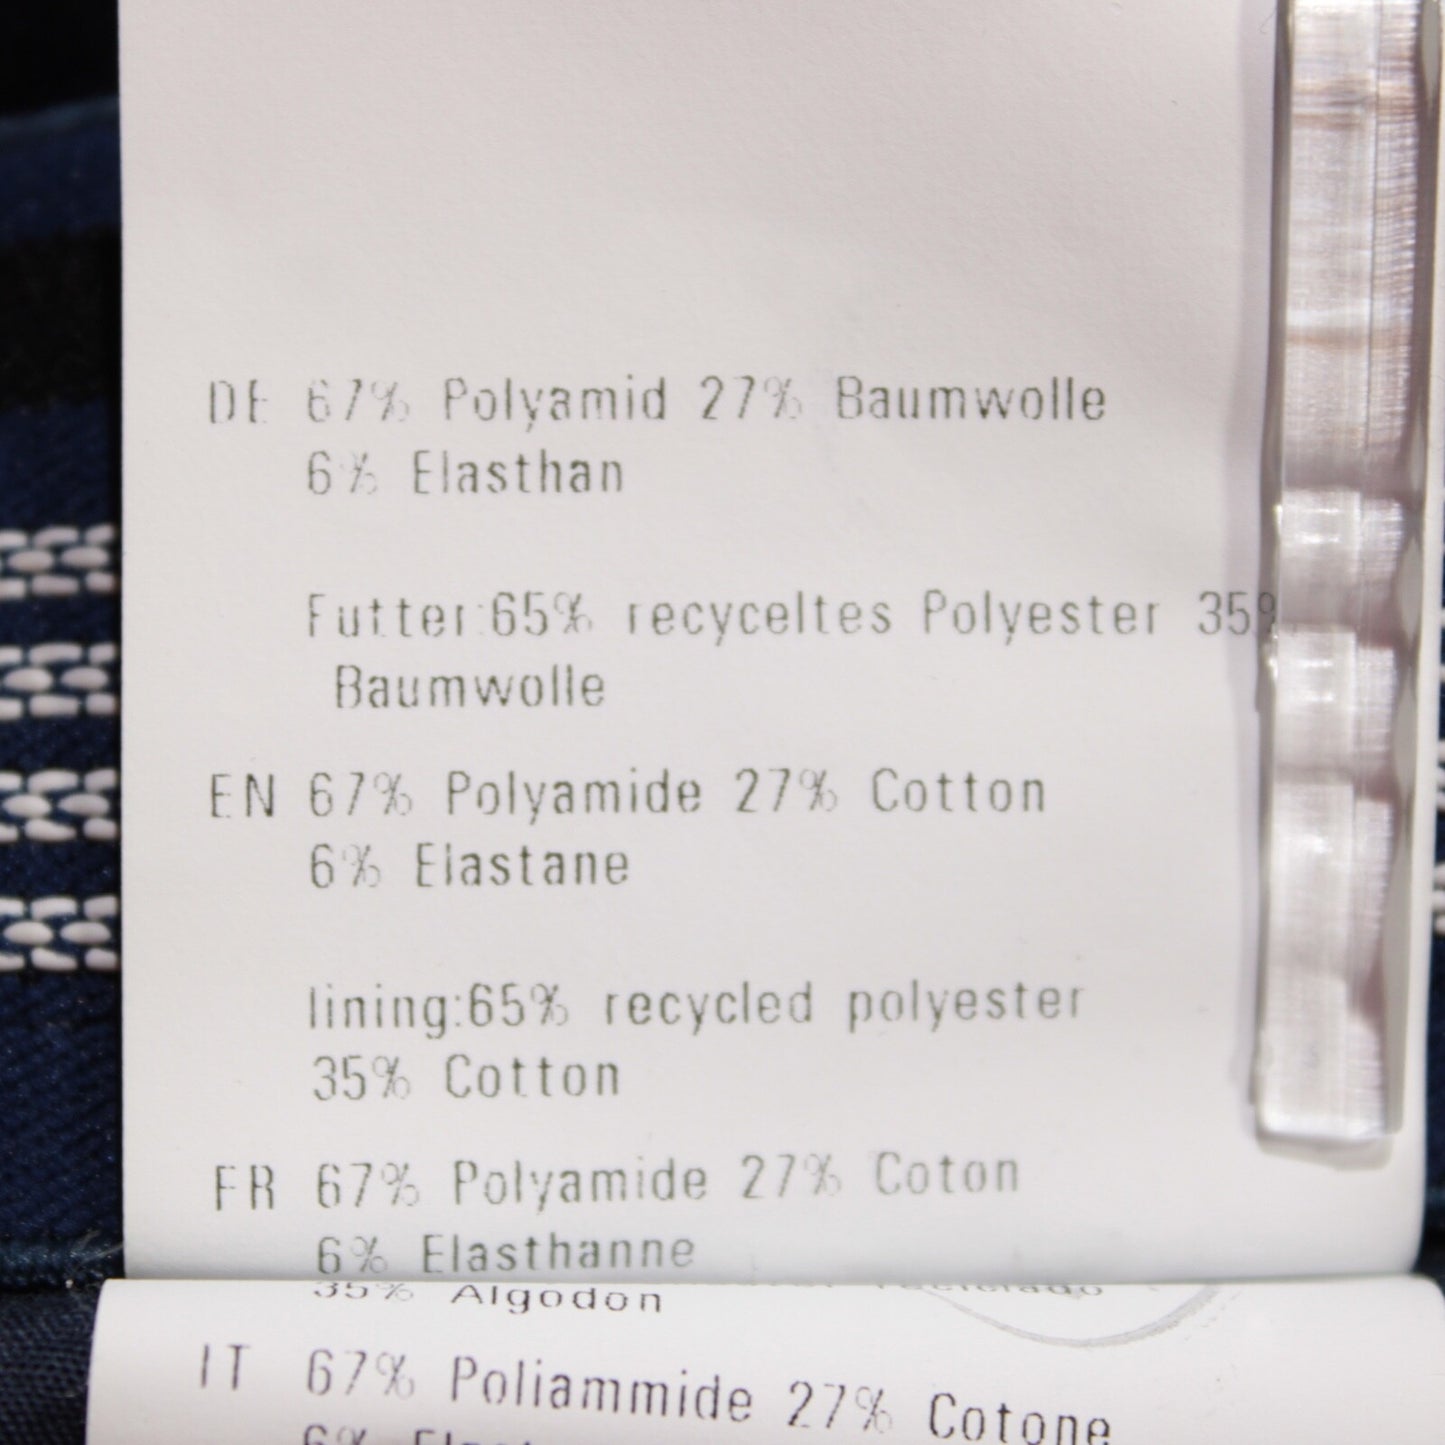 DE 67% Polyamid 27% Baumwolle
6% Elasthan
Futter:65% recyceltes Polyester 35%
Baumwolle
EN 67% Polyamide 27% Cotton
6% Elastane
lining:65% recycled polyester
35% Cotton
FR 67% Polyamide 27% Coton
6% Elasthanne
35% Algodon
IT 67% Poliammide 27% Cotone
6%